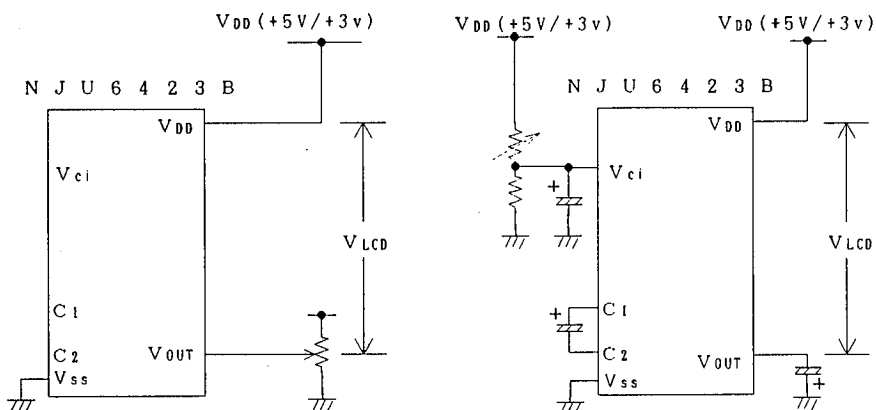 VDD (+5V/+3v)
NJU6423B
VDD
Vci
VLCD
C1
C2
VOUT
Vss
VDD (+5V/+3v)
VDD (+5V/+3v)
NJU6423B
VDD
Vci
+
VLCD
+
C1
C2
VOUT
Vss
+